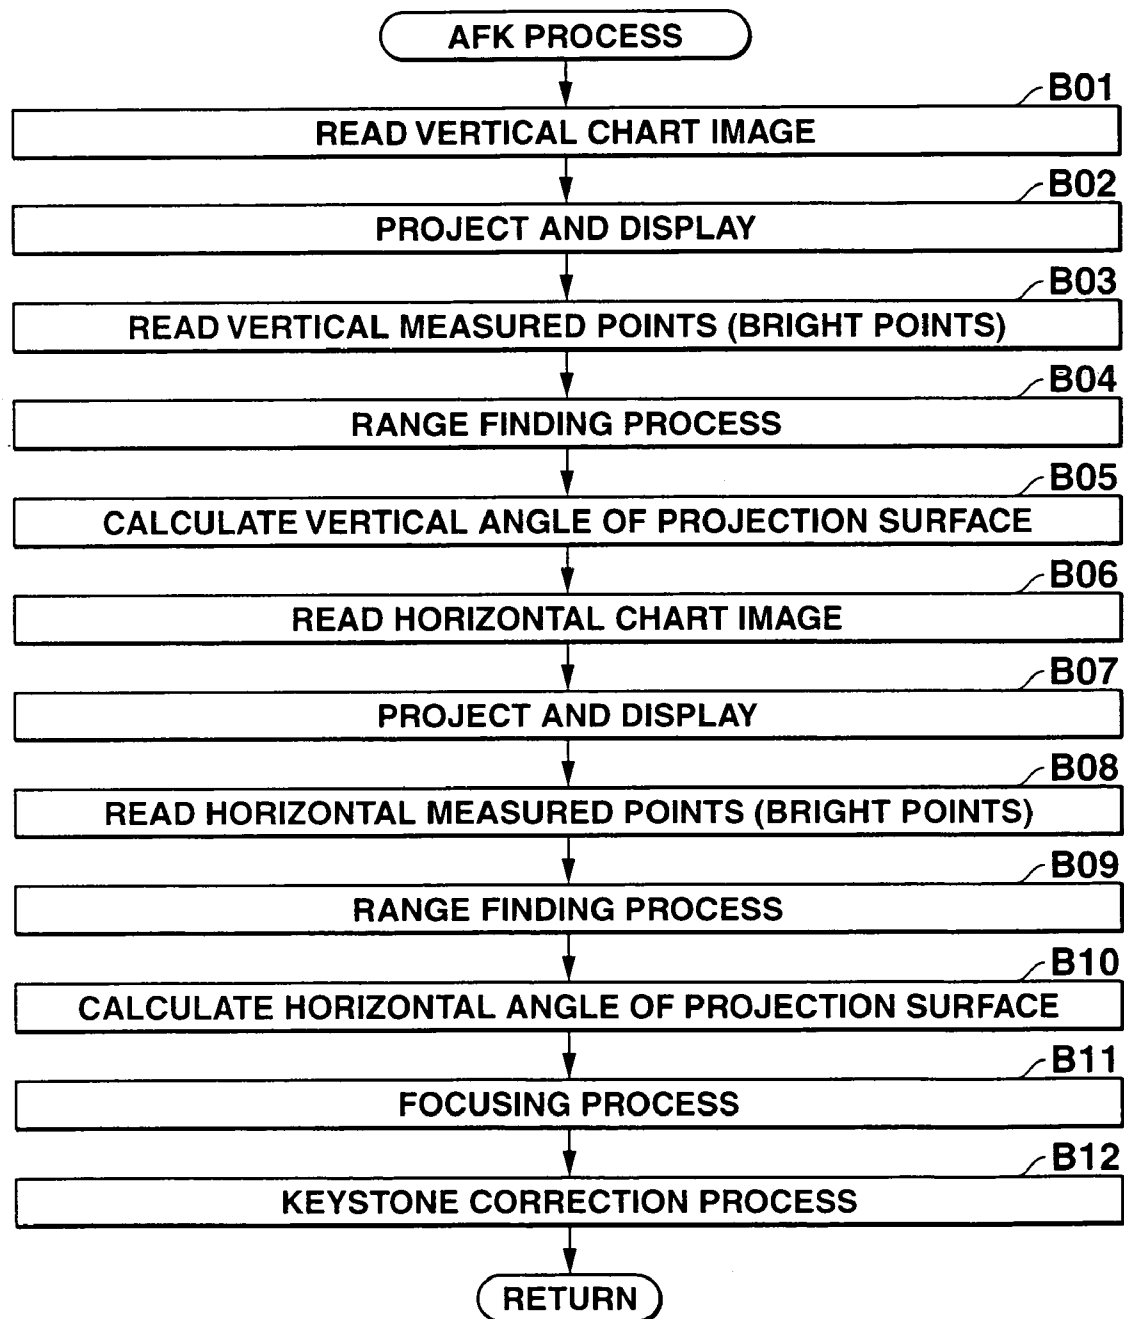 AFK PROCESS
B01
READ VERTICAL CHART IMAGE
B02
PROJECT AND DISPLAY
B03
READ VERTICAL MEASURED POINTS (BRIGHT POINTS)
B04
RANGE FINDING PROCESS
B05
CALCULATE VERTICAL ANGLE OF PROJECTION SURFACE
B06
READ HORIZONTAL CHART IMAGE
B07
PROJECT AND DISPLAY
B08
READ HORIZONTAL MEASURED POINTS (BRIGHT POINTS)
B09
RANGE FINDING PROCESS
B10
CALCULATE HORIZONTAL ANGLE OF PROJECTION SURFACE
B11
FOCUSING PROCESS
B12
KEYSTONE CORRECTION PROCESS
RETURN